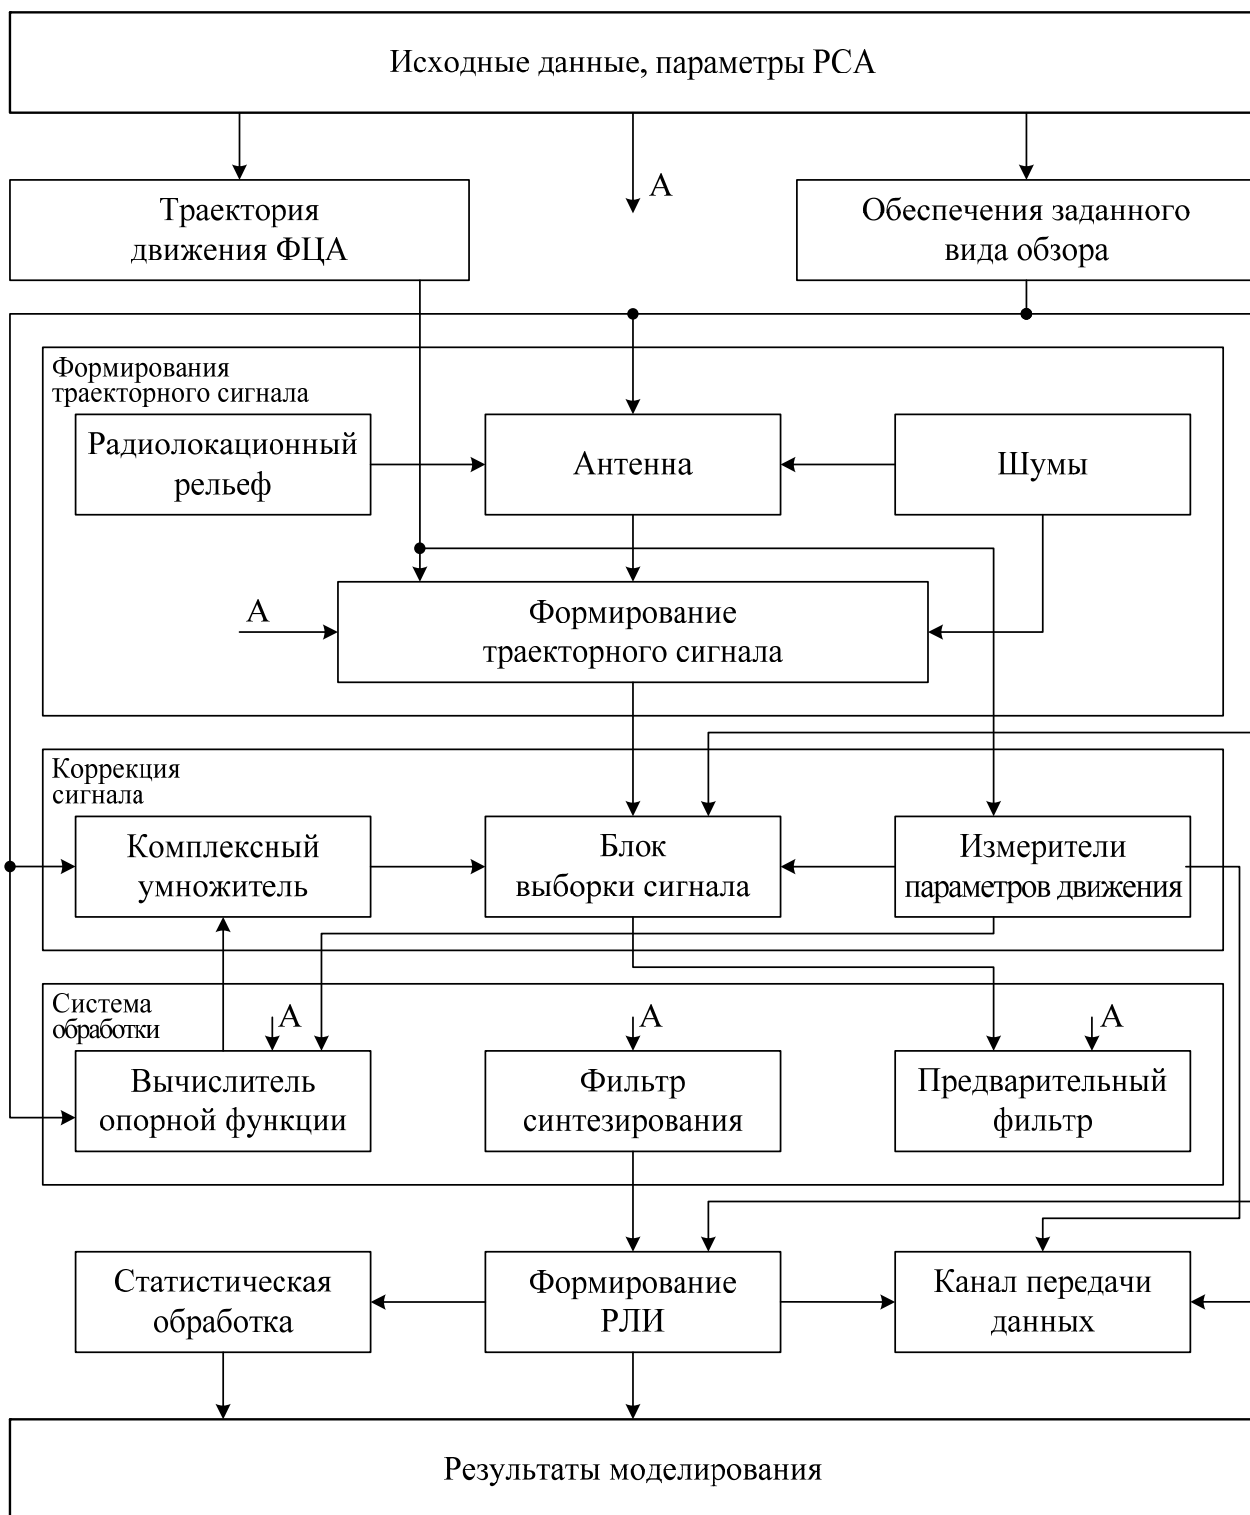 Исходные данные, параметры РСА
А
Траектория
движения ФЦА
Обеспечения заданного
вида обзора
Формирования
траекторного сигнала
Радиолокационный
рельеф
Антенна
Шумы
А
Формирование
траекторного сигнала
Коррекция
сигнала
Комплексный
умножитель
Блок
выборки сигнала
Измерители
параметров движения
Система
обработки
А
А
А
Вычислитель
опорной функции
Фильтр
синтезирования
Предварительный
фильтр
Статистическая
обработка
Формирование
РЛИ
Канал передачи
данных
Результаты моделирования